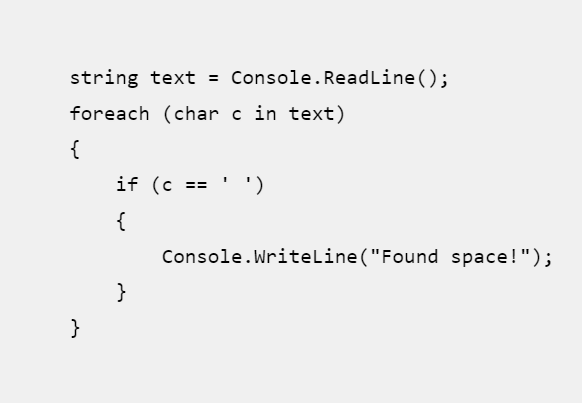 string text = Console.ReadLine();
foreach (char c in text)
{
    if (c == ' ')
    {
        Console.WriteLine("Found space!");
    }
}